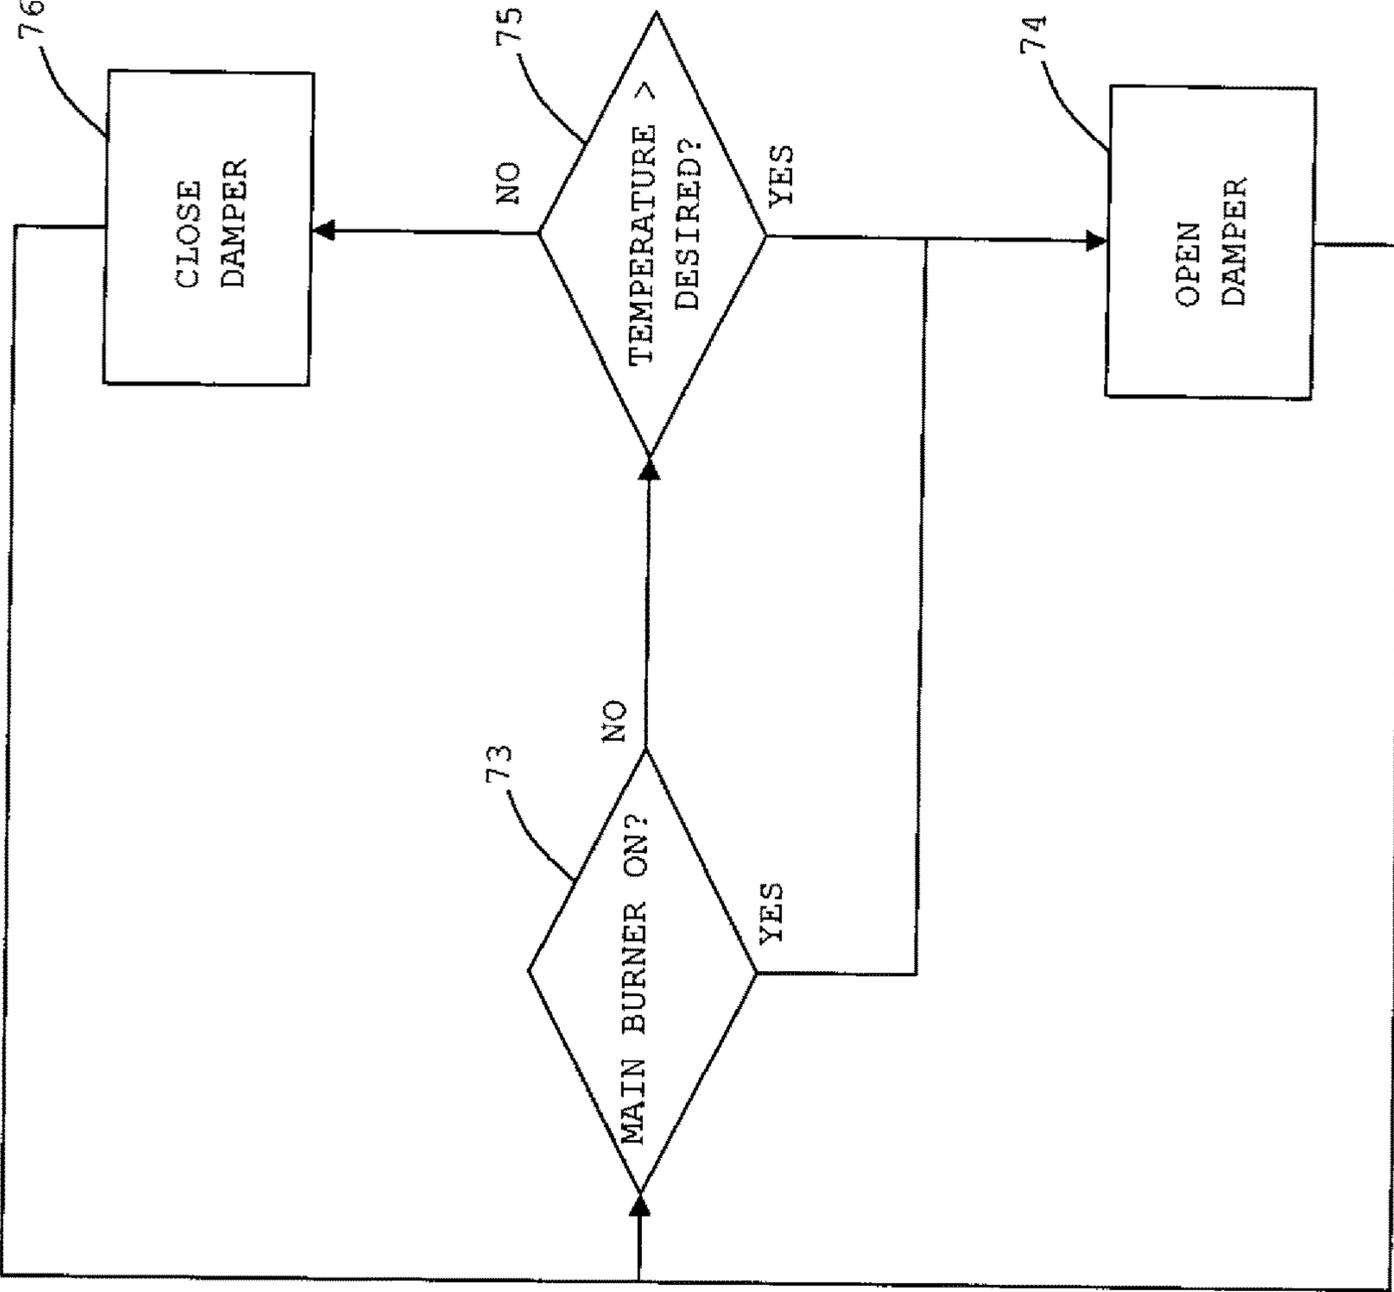 76
CLOSE
DAMPER
75
NO
TEMPERATURE >
DESIRED?
YES
74
OPEN
DAMPER
73
NO
MAIN BURNER ON?
YES